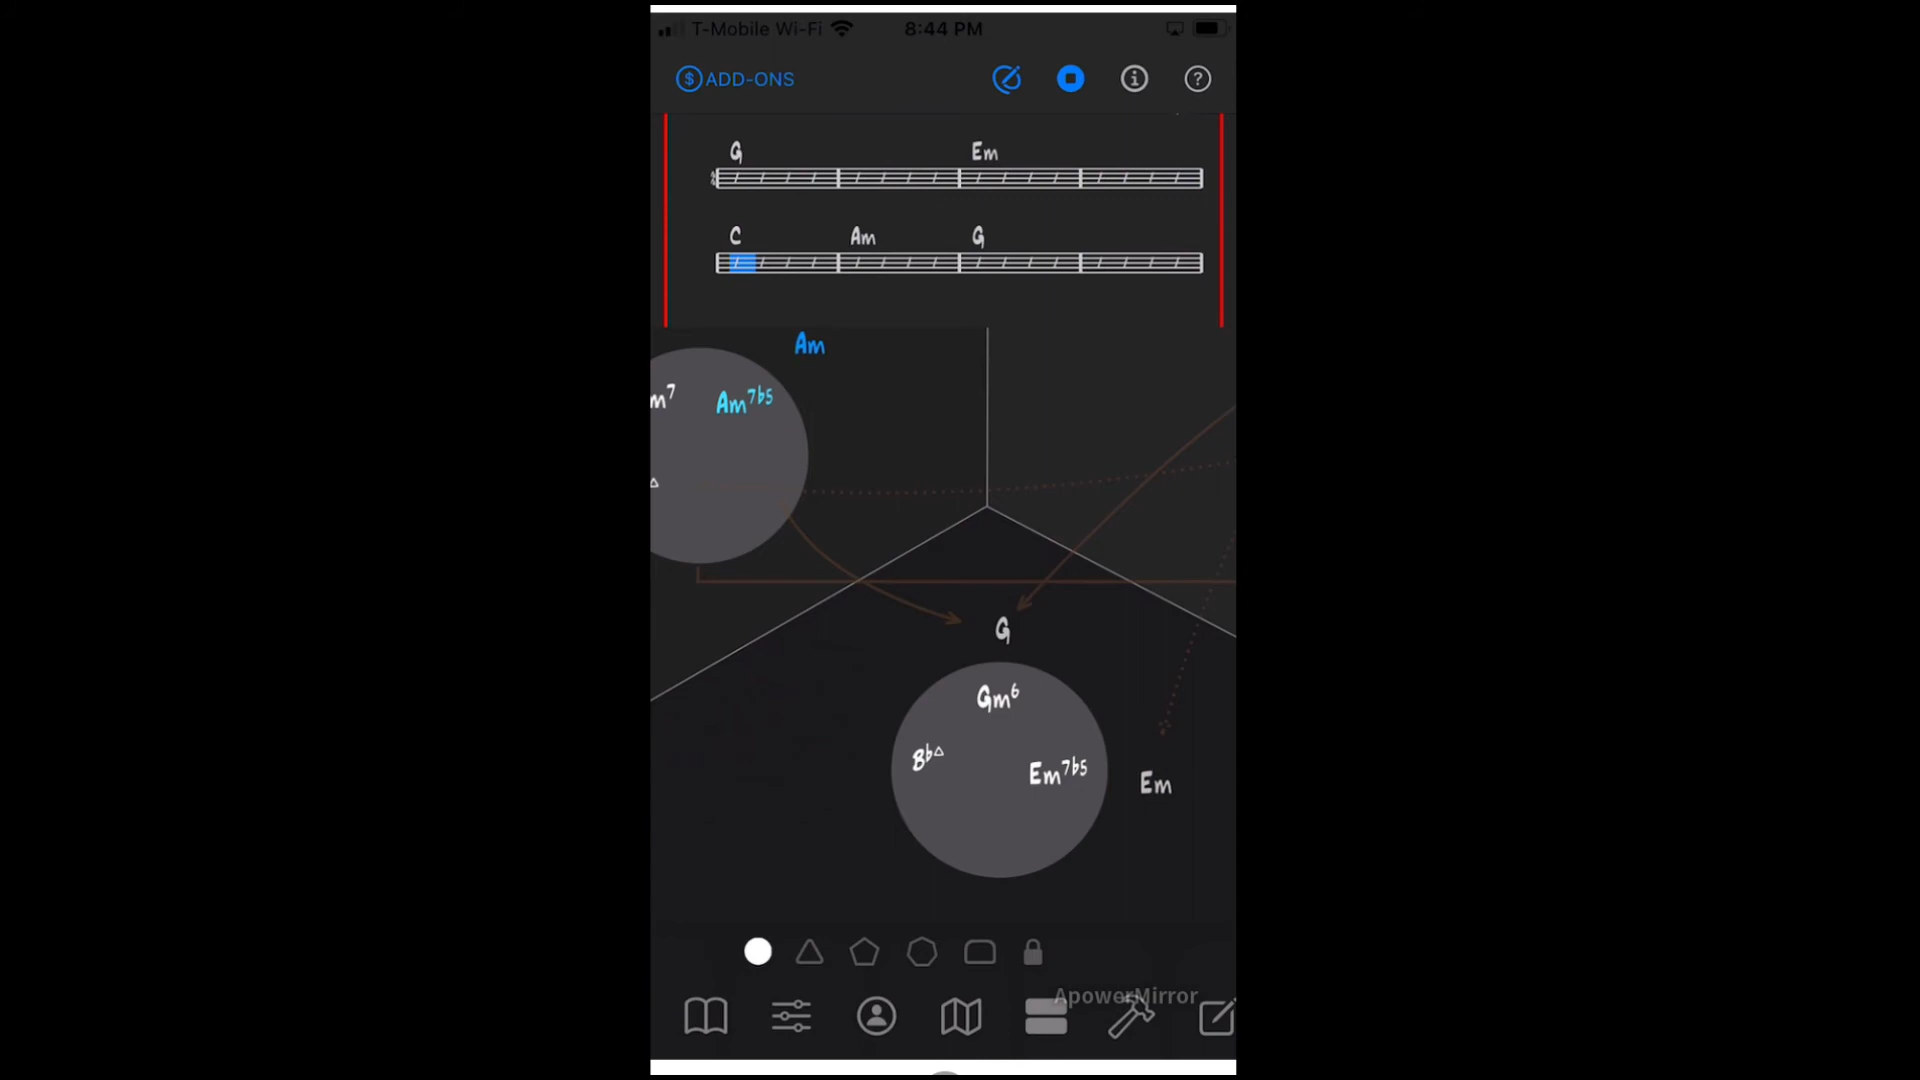 T-Mobile Wi-Fi 8:44 PM
ADD-ONS
G Em
C Am G
Am
m7 Am7b5
G
Gm6
Bb△
Em7b5
Em
ApowerMirror